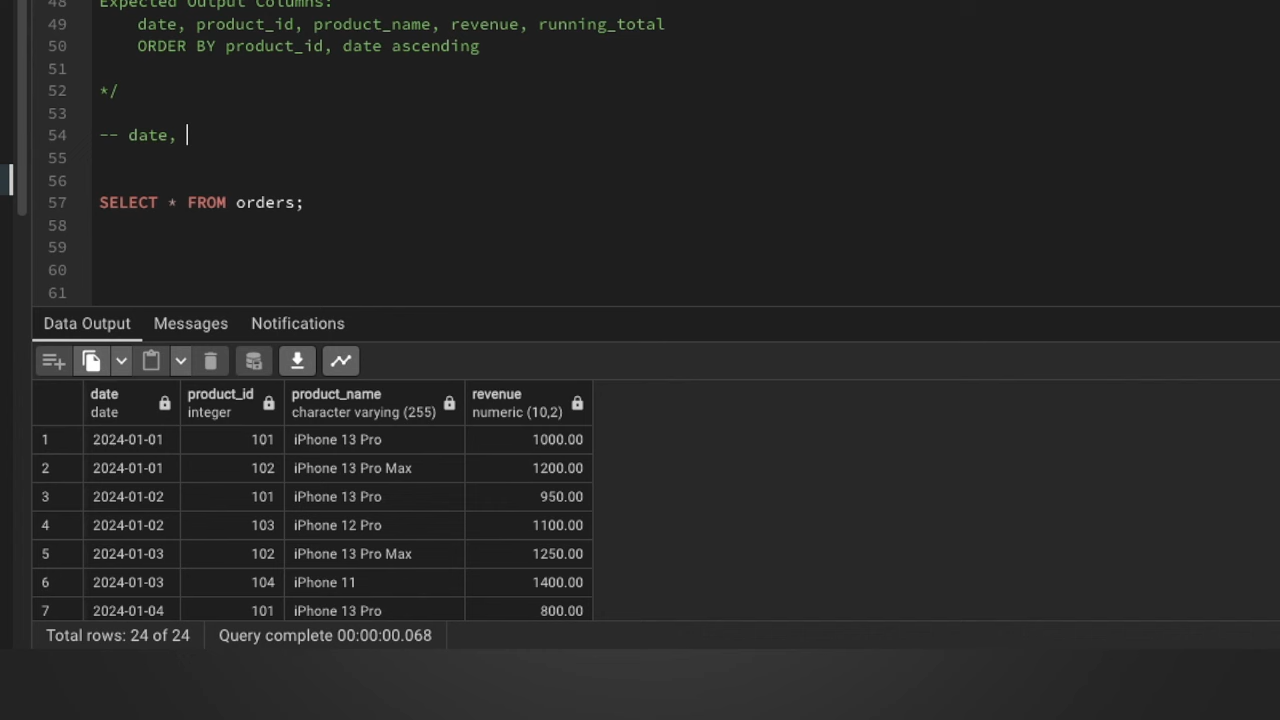 48 Expected Output Columns:
49 date, product_id, product_name, revenue, running_total
50 ORDER BY product_id, date ascending
51
52 */
53
54 -- date,
55
56
57 SELECT * FROM orders;
58
59
60
61
Data Output Messages Notifications
date product_id product_name revenue
date integer character varying (255) numeric (10,2)
1 2024-01-01 101 iPhone 13 Pro 1000.00
2 2024-01-01 102 iPhone 13 Pro Max 1200.00
3 2024-01-02 101 iPhone 13 Pro 950.00
4 2024-01-02 103 iPhone 12 Pro 1100.00
5 2024-01-03 102 iPhone 13 Pro Max 1250.00
6 2024-01-03 104 iPhone 11 1400.00
7 2024-01-04 101 iPhone 13 Pro 800.00
Total rows: 24 of 24 Query complete 00:00:00.068